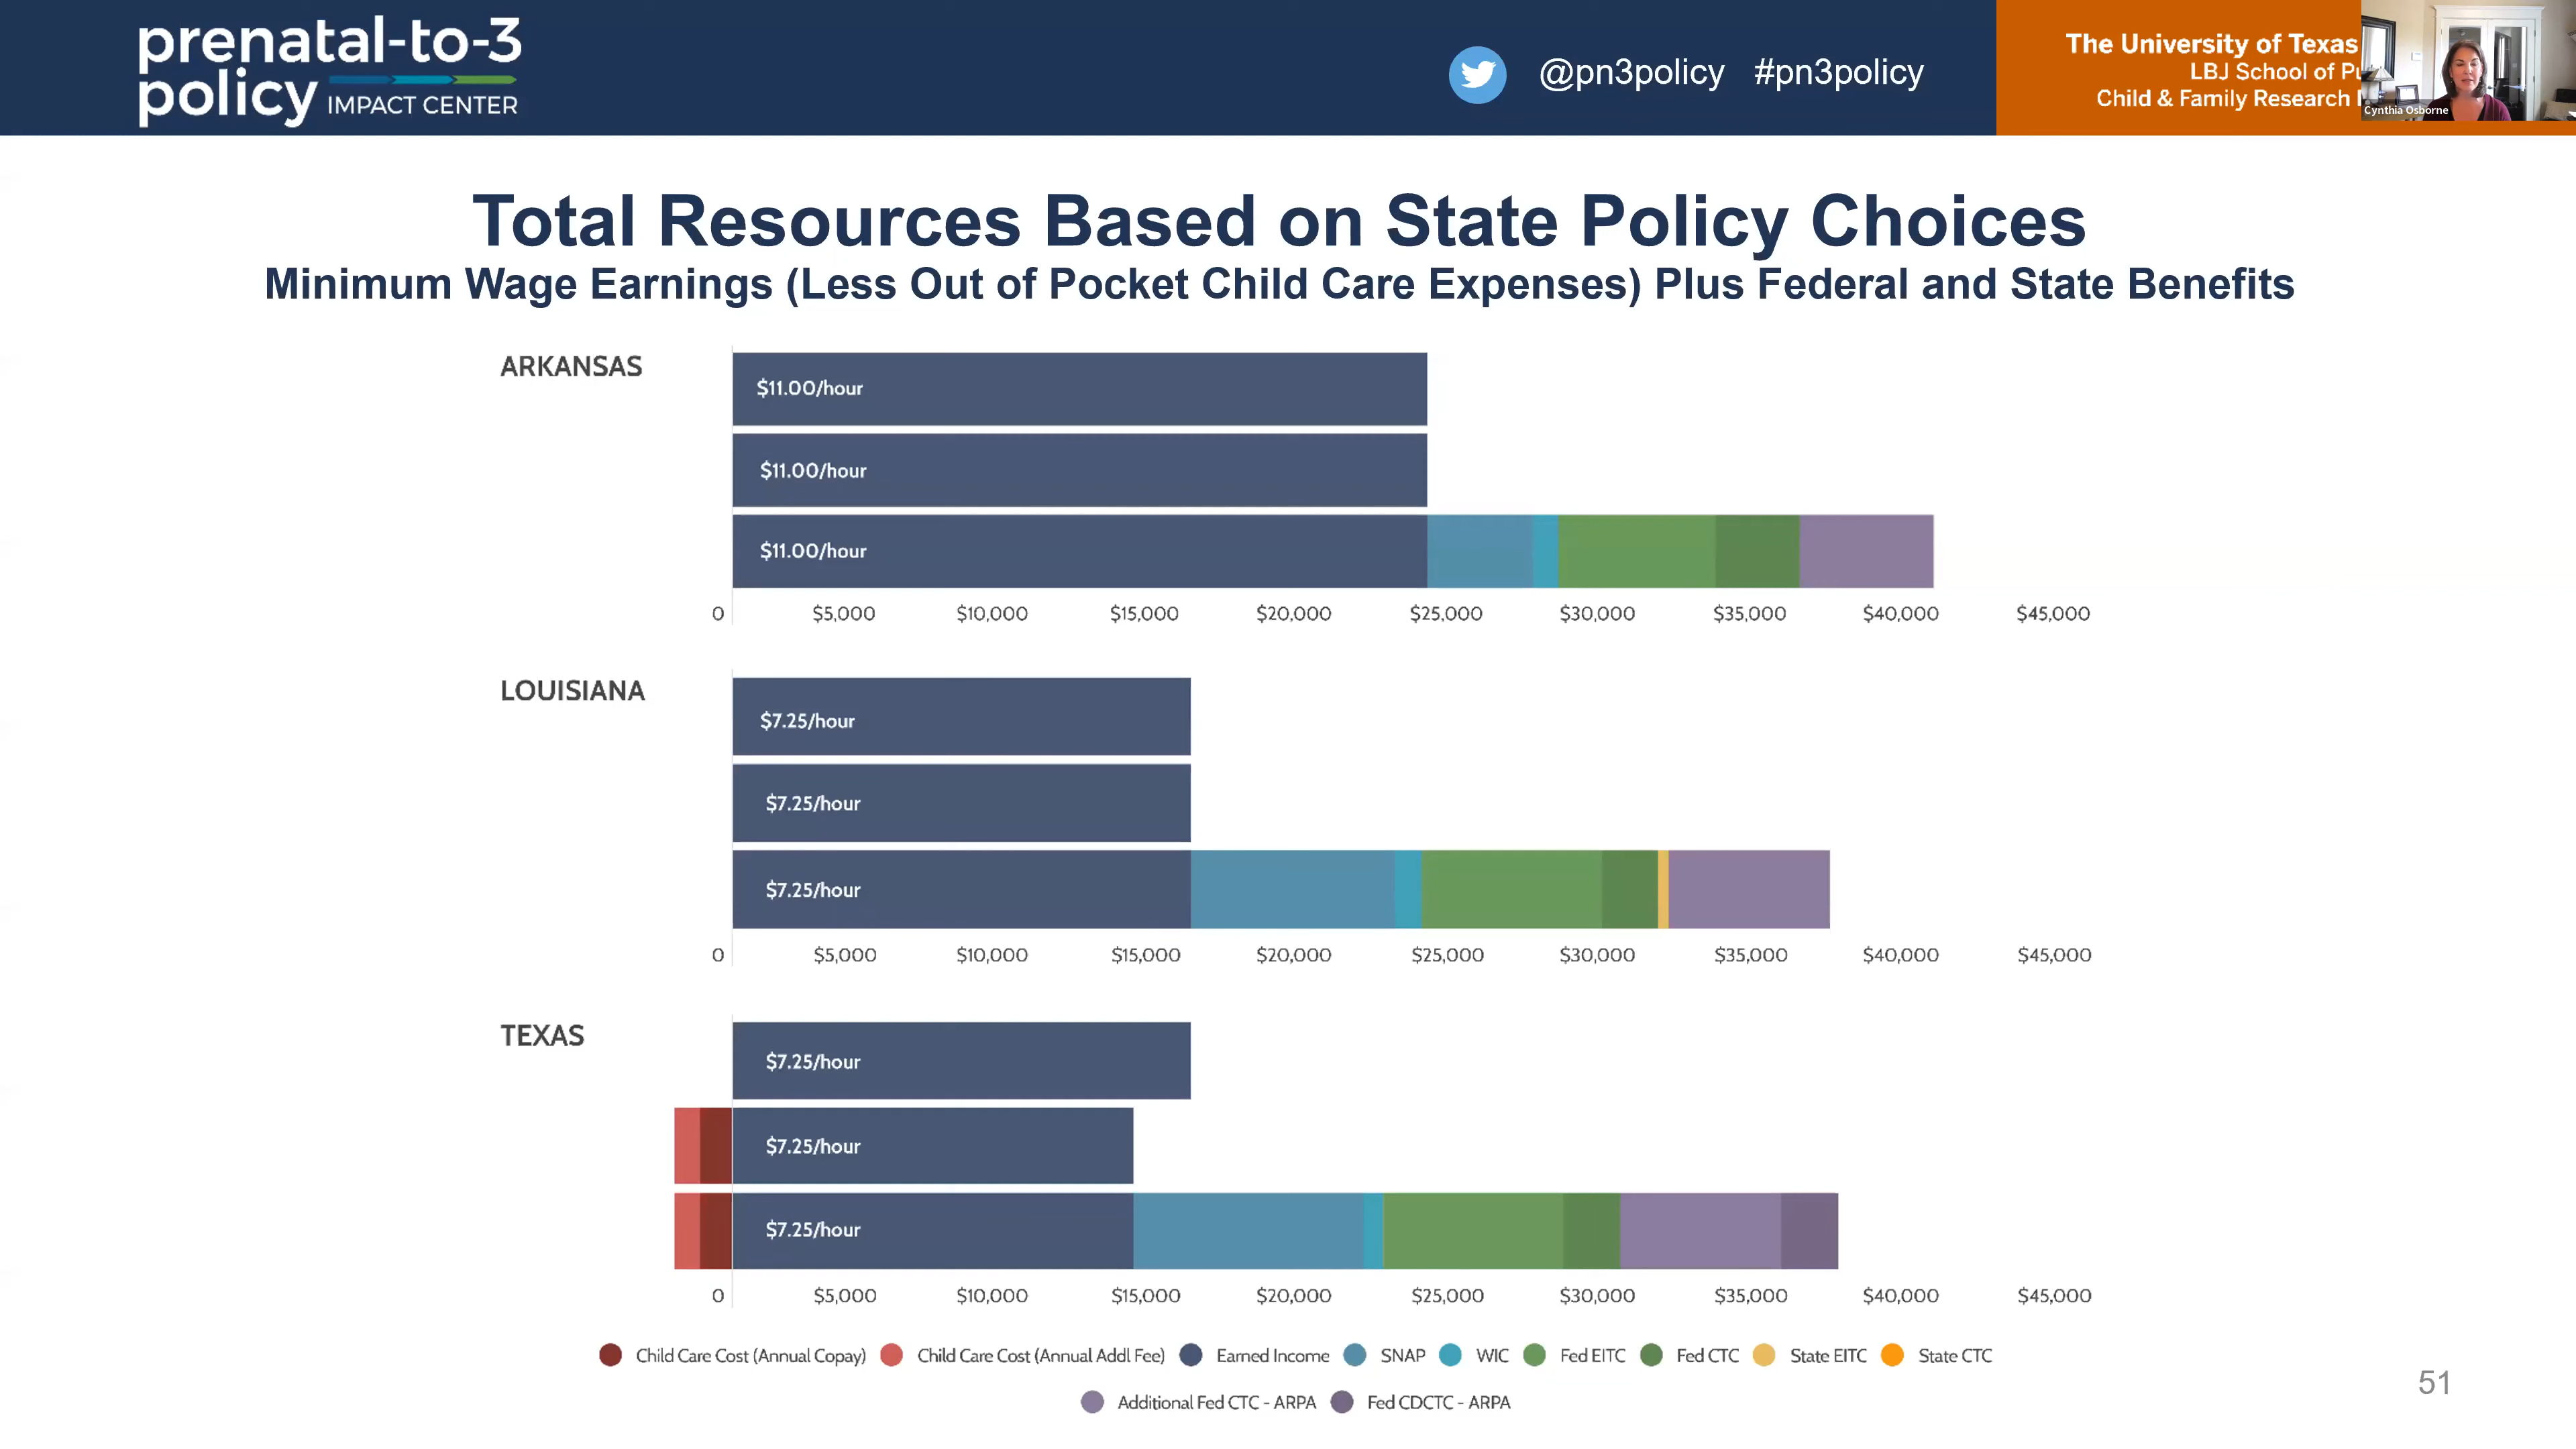 prenatal-to-3
policy IMPACT CENTER
@pn3policy #pn3policy
The University of Texas
LBJ School of
Child & Family Research
Cynthia Osborne
Total Resources Based on State Policy Choices
Minimum Wage Earnings (Less Out of Pocket Child Care Expenses) Plus Federal and State Benefits
ARKANSAS
$11.00/hour
$11.00/hour
$11.00/hour
0 $5,000 $10,000 $15,000 $20,000 $25,000 $30,000 $35,000 $40,000 $45,000
LOUISIANA
$7.25/hour
$7.25/hour
$7.25/hour
0 $5,000 $10,000 $15,000 $20,000 $25,000 $30,000 $35,000 $40,000 $45,000
TEXAS
$7.25/hour
$7.25/hour
$7.25/hour
0 $5,000 $10,000 $15,000 $20,000 $25,000 $30,000 $35,000 $40,000 $45,000
Child Care Cost (Annual Copay) Child Care Cost (Annual Addl Fee) Earned Income SNAP WIC Fed EITC Fed CTC State EITC State CTC
Additional Fed CTC - ARPA Fed CDCTC - ARPA
51